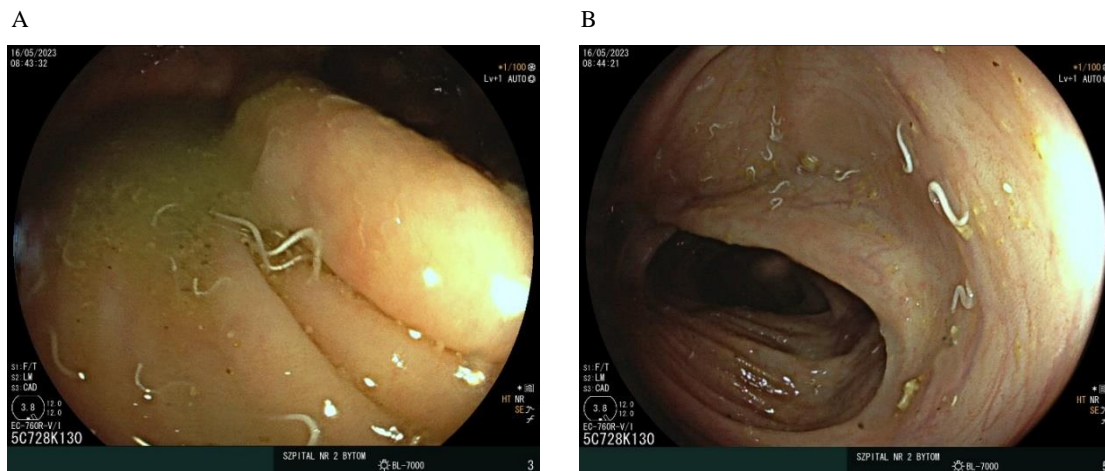 A
B
16/05/2023
08:43:32
*1/100
Lv+1 AUTO
S1:F/T
S2:LM
S3:CAD
3.8
12.0
12.0
HT NR
SE
EC-760R-V/I
5C728K130
SZPITAL NR 2 BYTOM
BL-7000
3
16/05/2023
08:44:21
*1/100
Lv+1 AUTO
S1:F/T
S2:LM
S3:CAD
3.8
12.0
12.0
HT NR
SE
EC-760R-V/I
5C728K130
SZPITAL NR 2 BYTOM
BL-7000